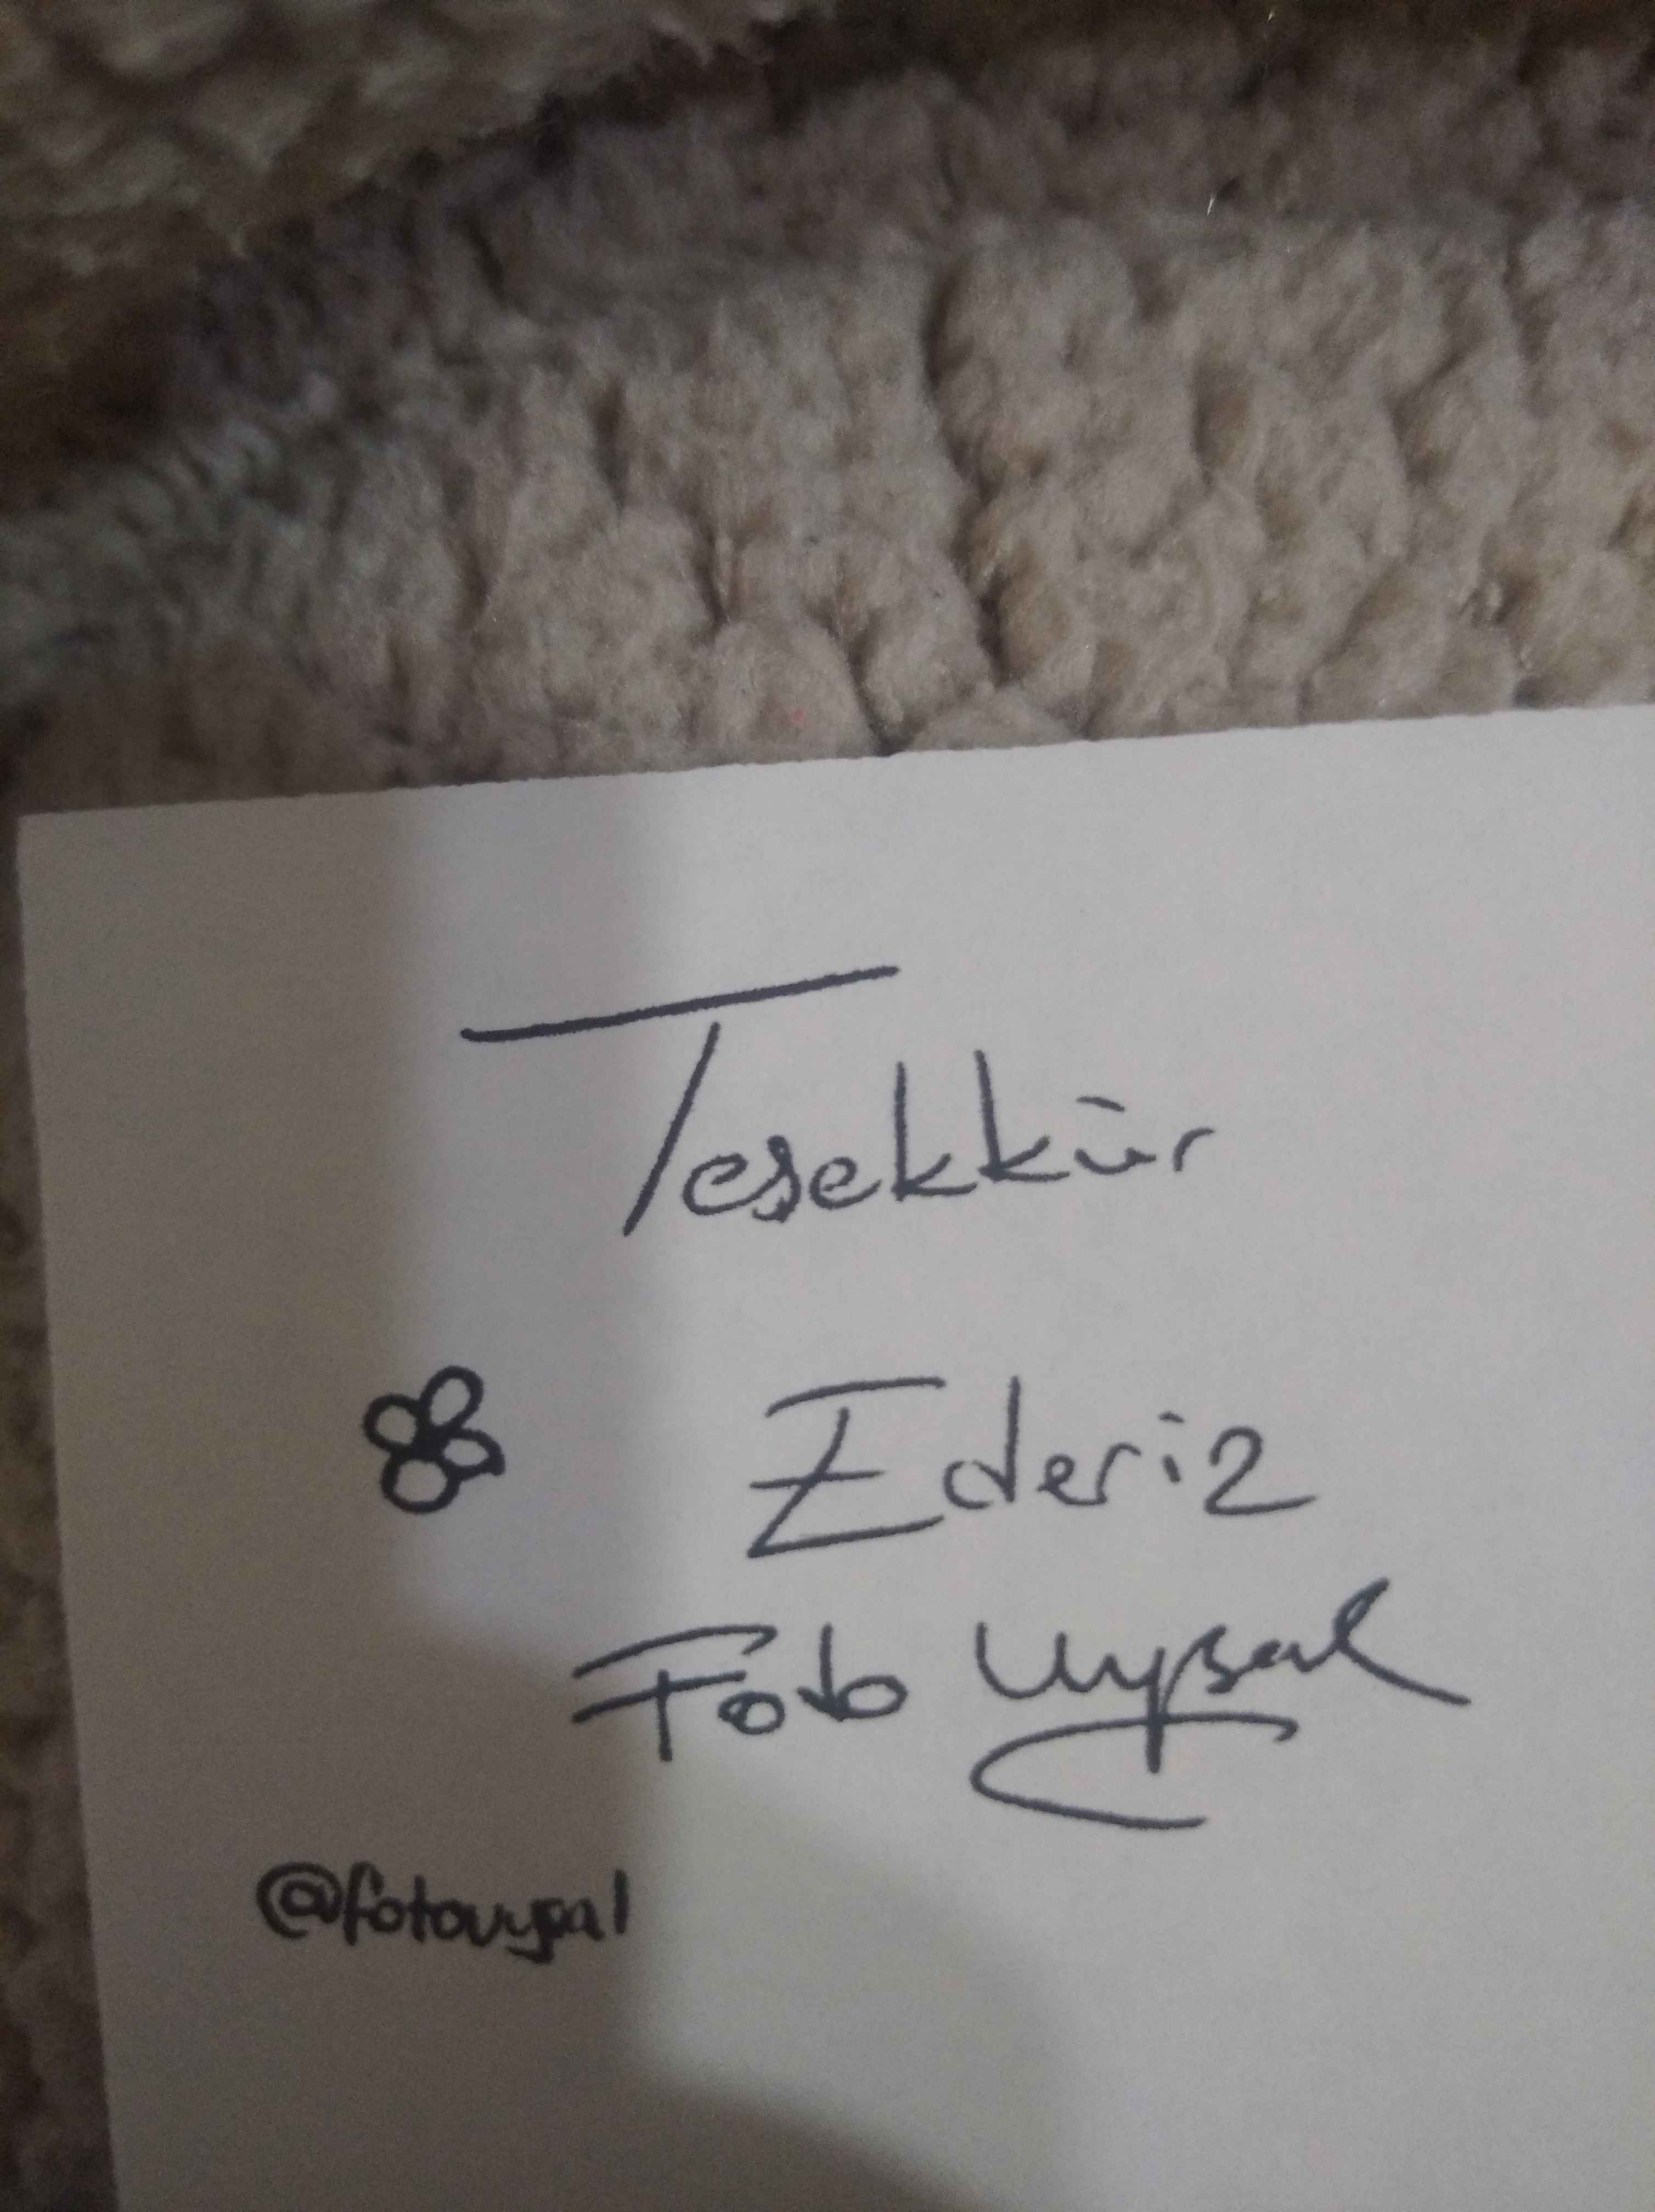 Teşekkür
Ederiz
Foto Uysal
@fotouysal